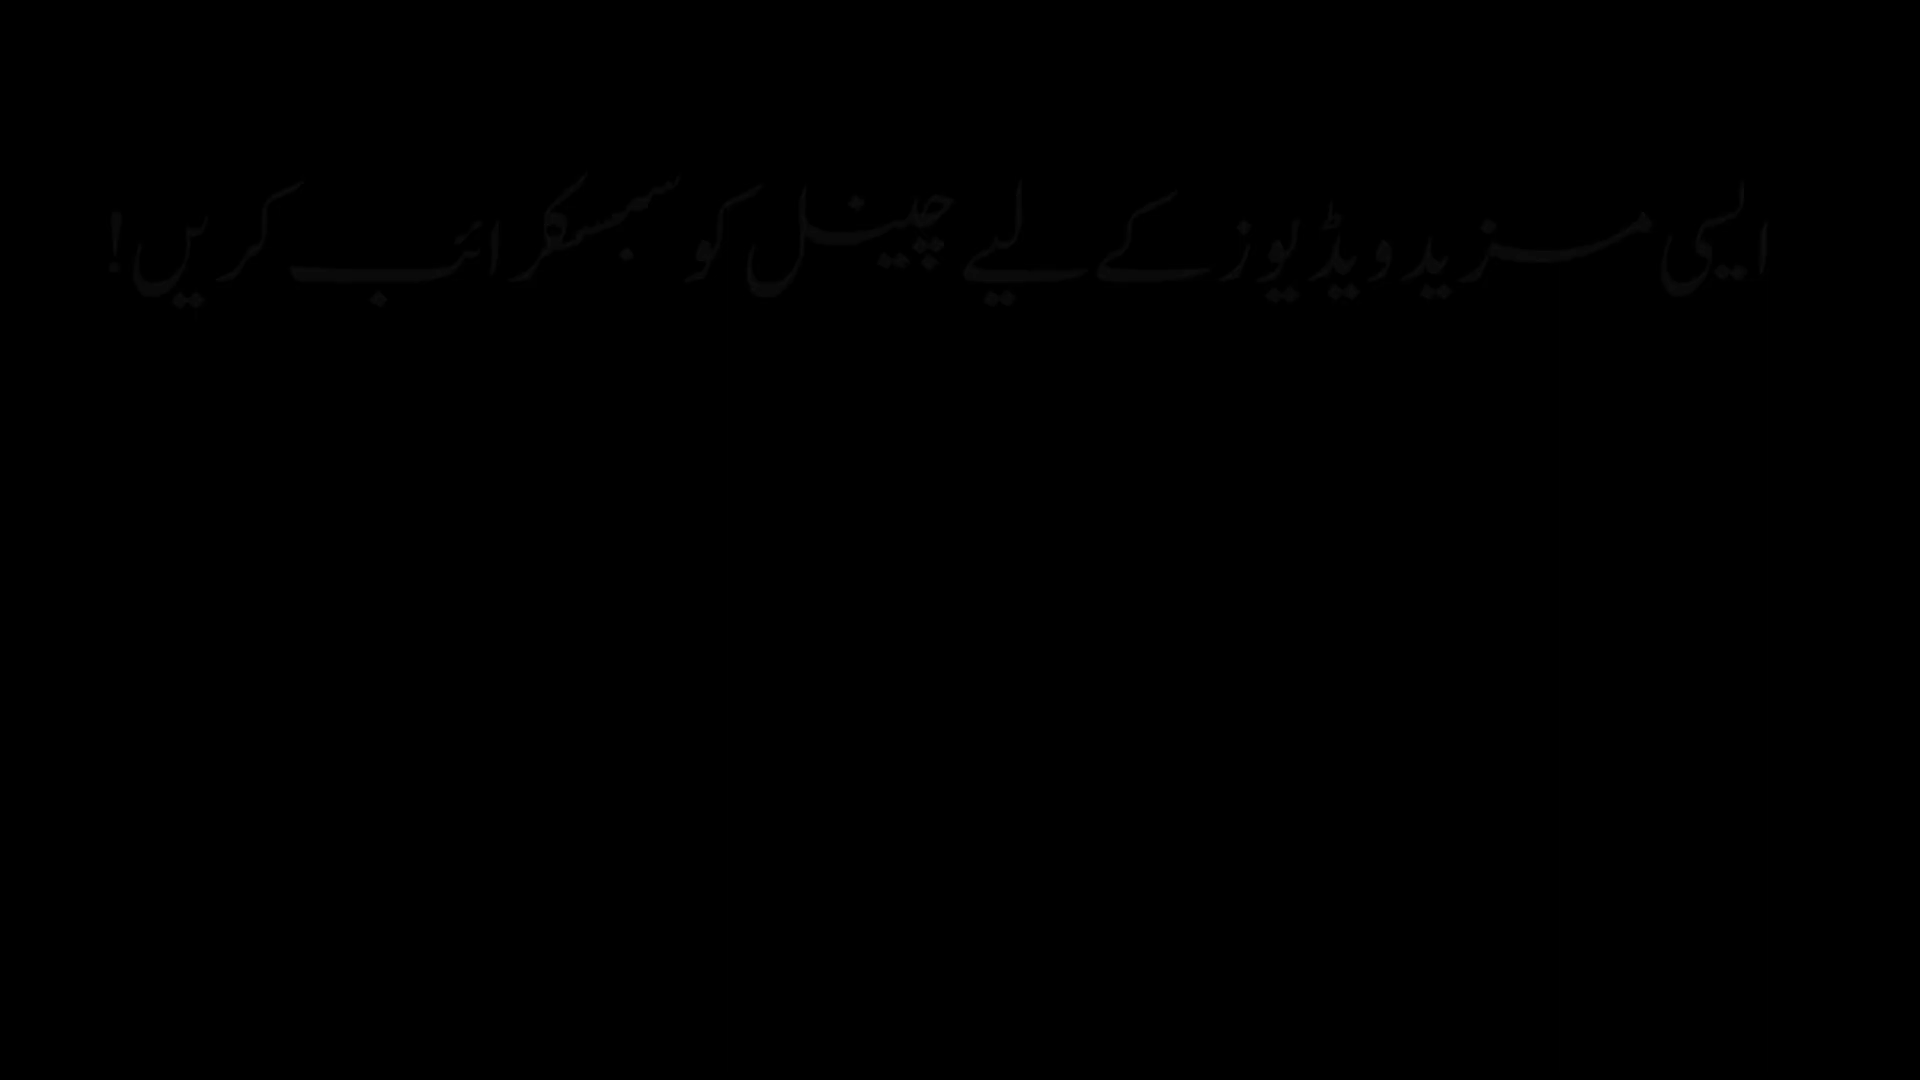 ایسی مزید ویڈیوز کے لیے چینل کو سبسکرائب کریں!